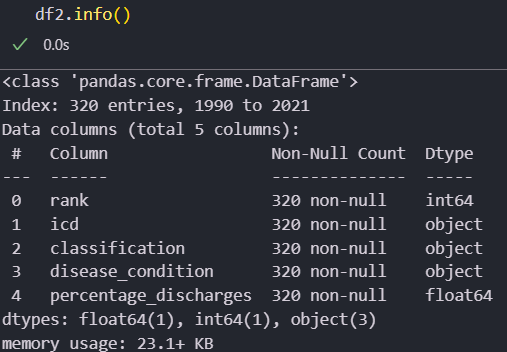 df2.info()
0.0s
<class 'pandas.core.frame.DataFrame'>
Index: 320 entries, 1990 to 2021
Data columns (total 5 columns):
 #   Column                 Non-Null Count  Dtype
---  ------                 --------------  -----
 0   rank                   320 non-null    int64
 1   icd                    320 non-null    object
 2   classification         320 non-null    object
 3   disease_condition      320 non-null    object
 4   percentage_discharges  320 non-null    float64
dtypes: float64(1), int64(1), object(3)
memory usage: 23.1+ KB